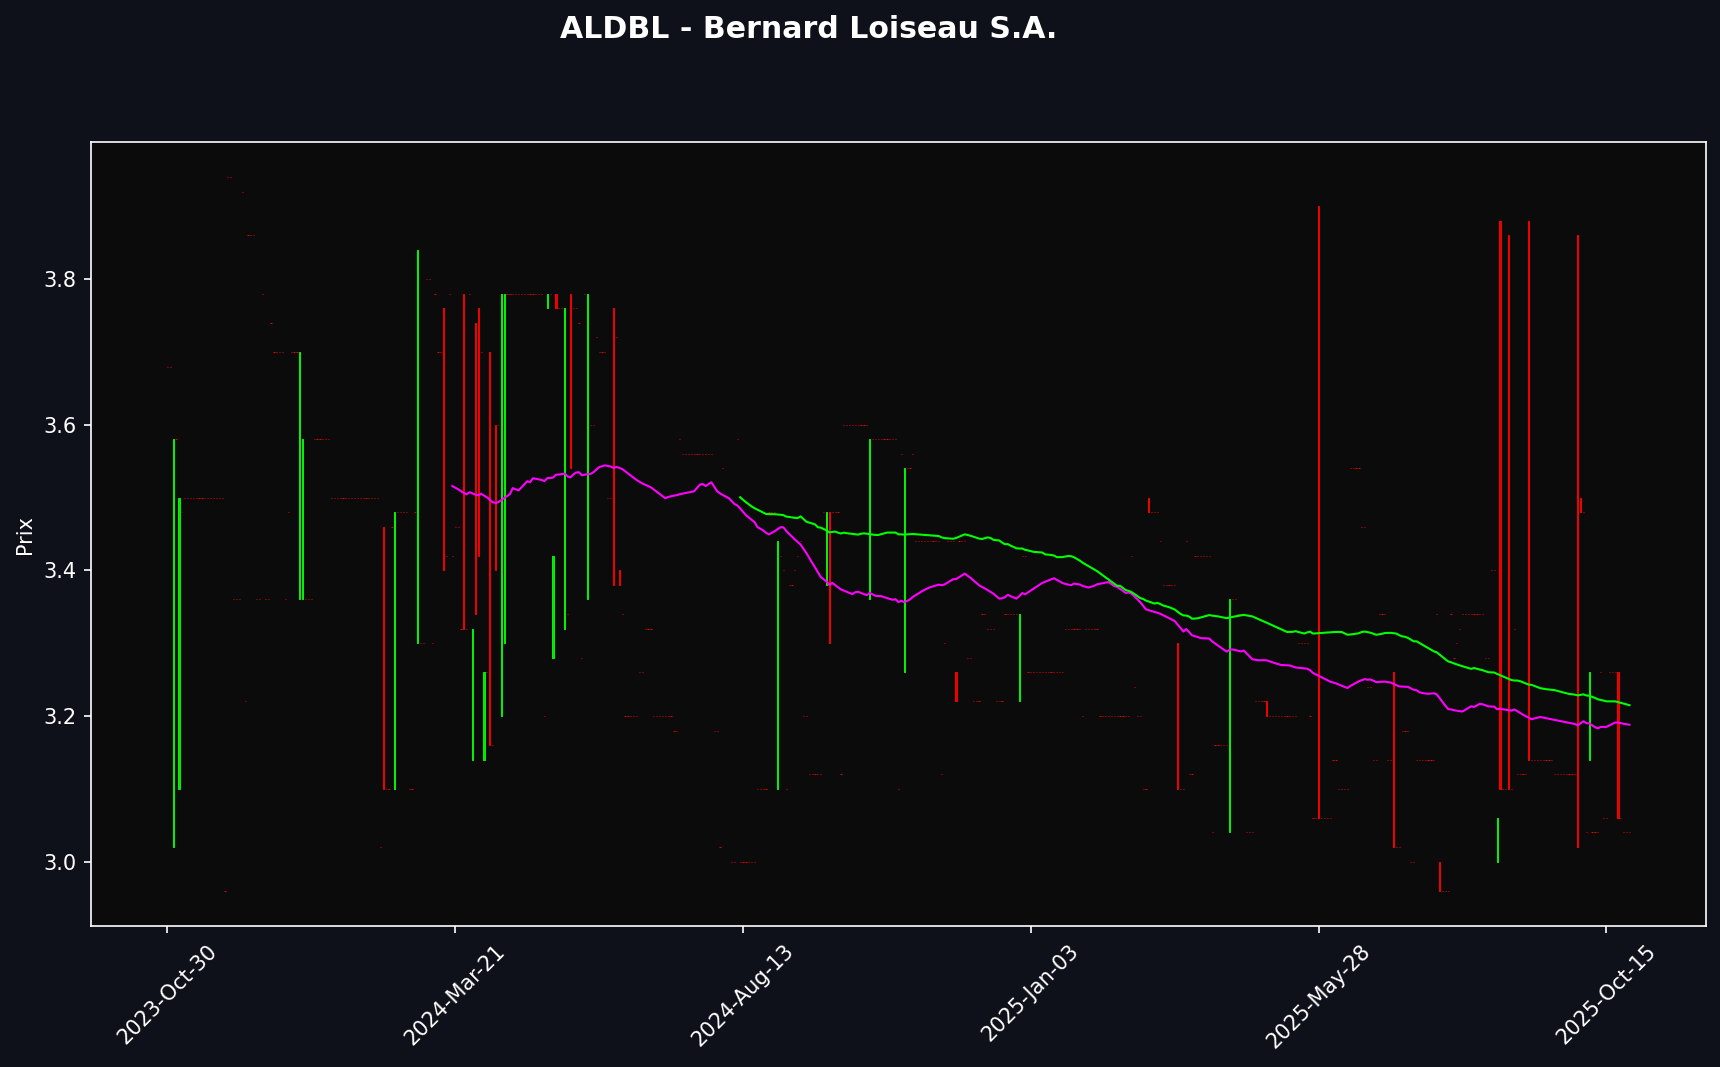 ALDBL - Bernard Loiseau S.A.
Prix
3.8
3.6
3.4
3.2
3.0
2023-Oct-30
2024-Mar-21
2024-Aug-13
2025-Jan-03
2025-May-28
2025-Oct-15